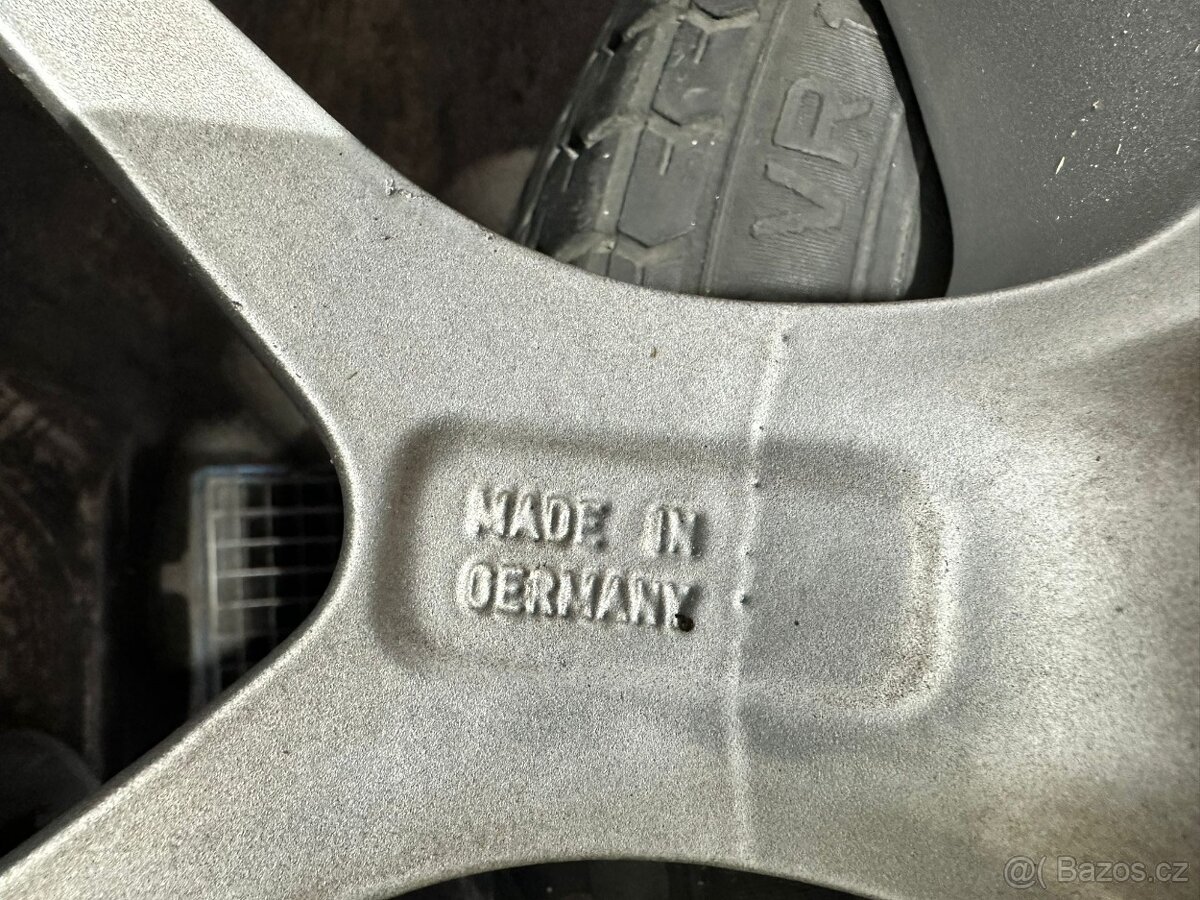 VR
MADE IN
GERMANY
@( Bazos.cz